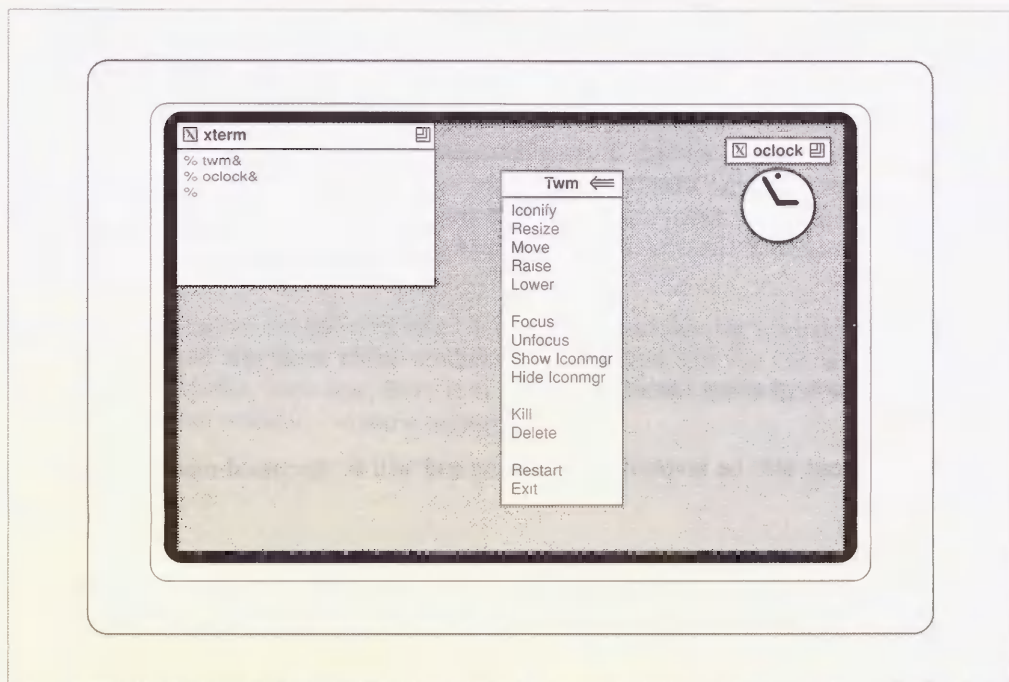 xterm
% twm&
% oclock&
%
Twm
Iconify
Resize
Move
Raise
Lower
Focus
Unfocus
Show Iconmgr
Hide Iconmgr
Kill
Delete
Restart
Exit
oclock